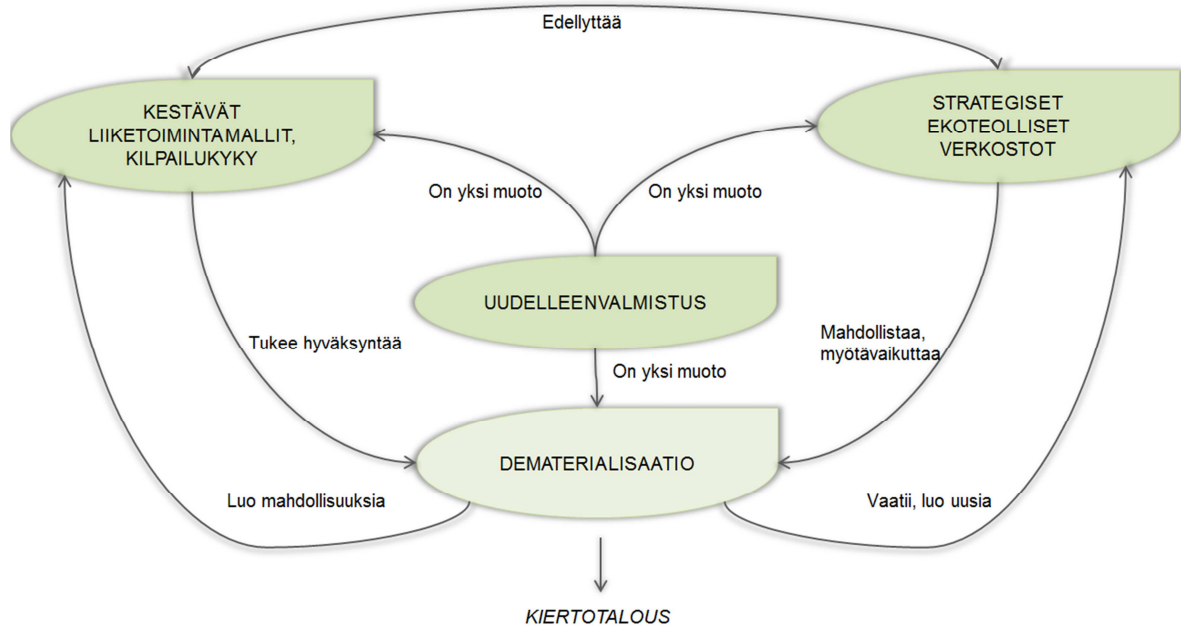 Edellyttää
KESTÄVÄT
LIIKETOIMINTAMALLIT,
KILPAILUKYKY
STRATEGISET
EKOTEOLLISET
VERKOSTOT
On yksi muoto
On yksi muoto
UUDELLEENVALMISTUS
Tukee hyväksyntää
Mahdollistaa,
myötävaikuttaa
On yksi muoto
DEMATERIALISAATIO
Luo mahdollisuuksia
Vaatii, luo uusia
KIERTOTALOUS